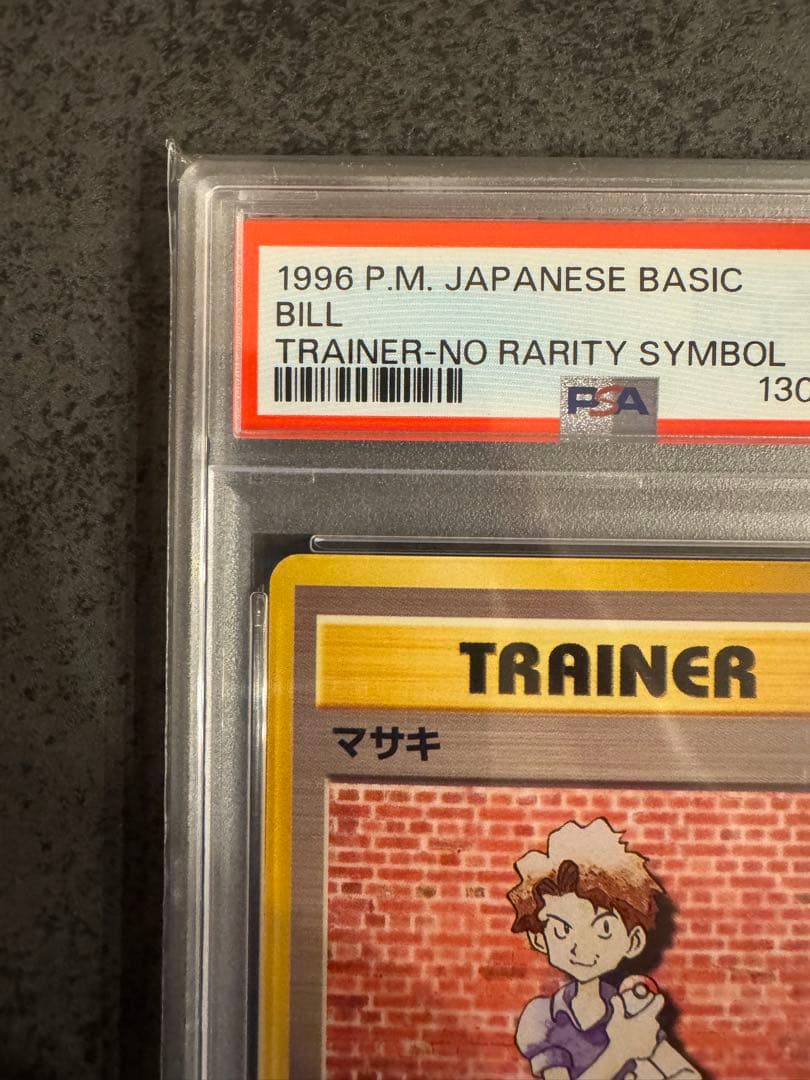 1996 P.M. JAPANESE BASIC
BILL
TRAINER-NO RARITY SYMBOL
PSA
130
TRAINER
マサキ